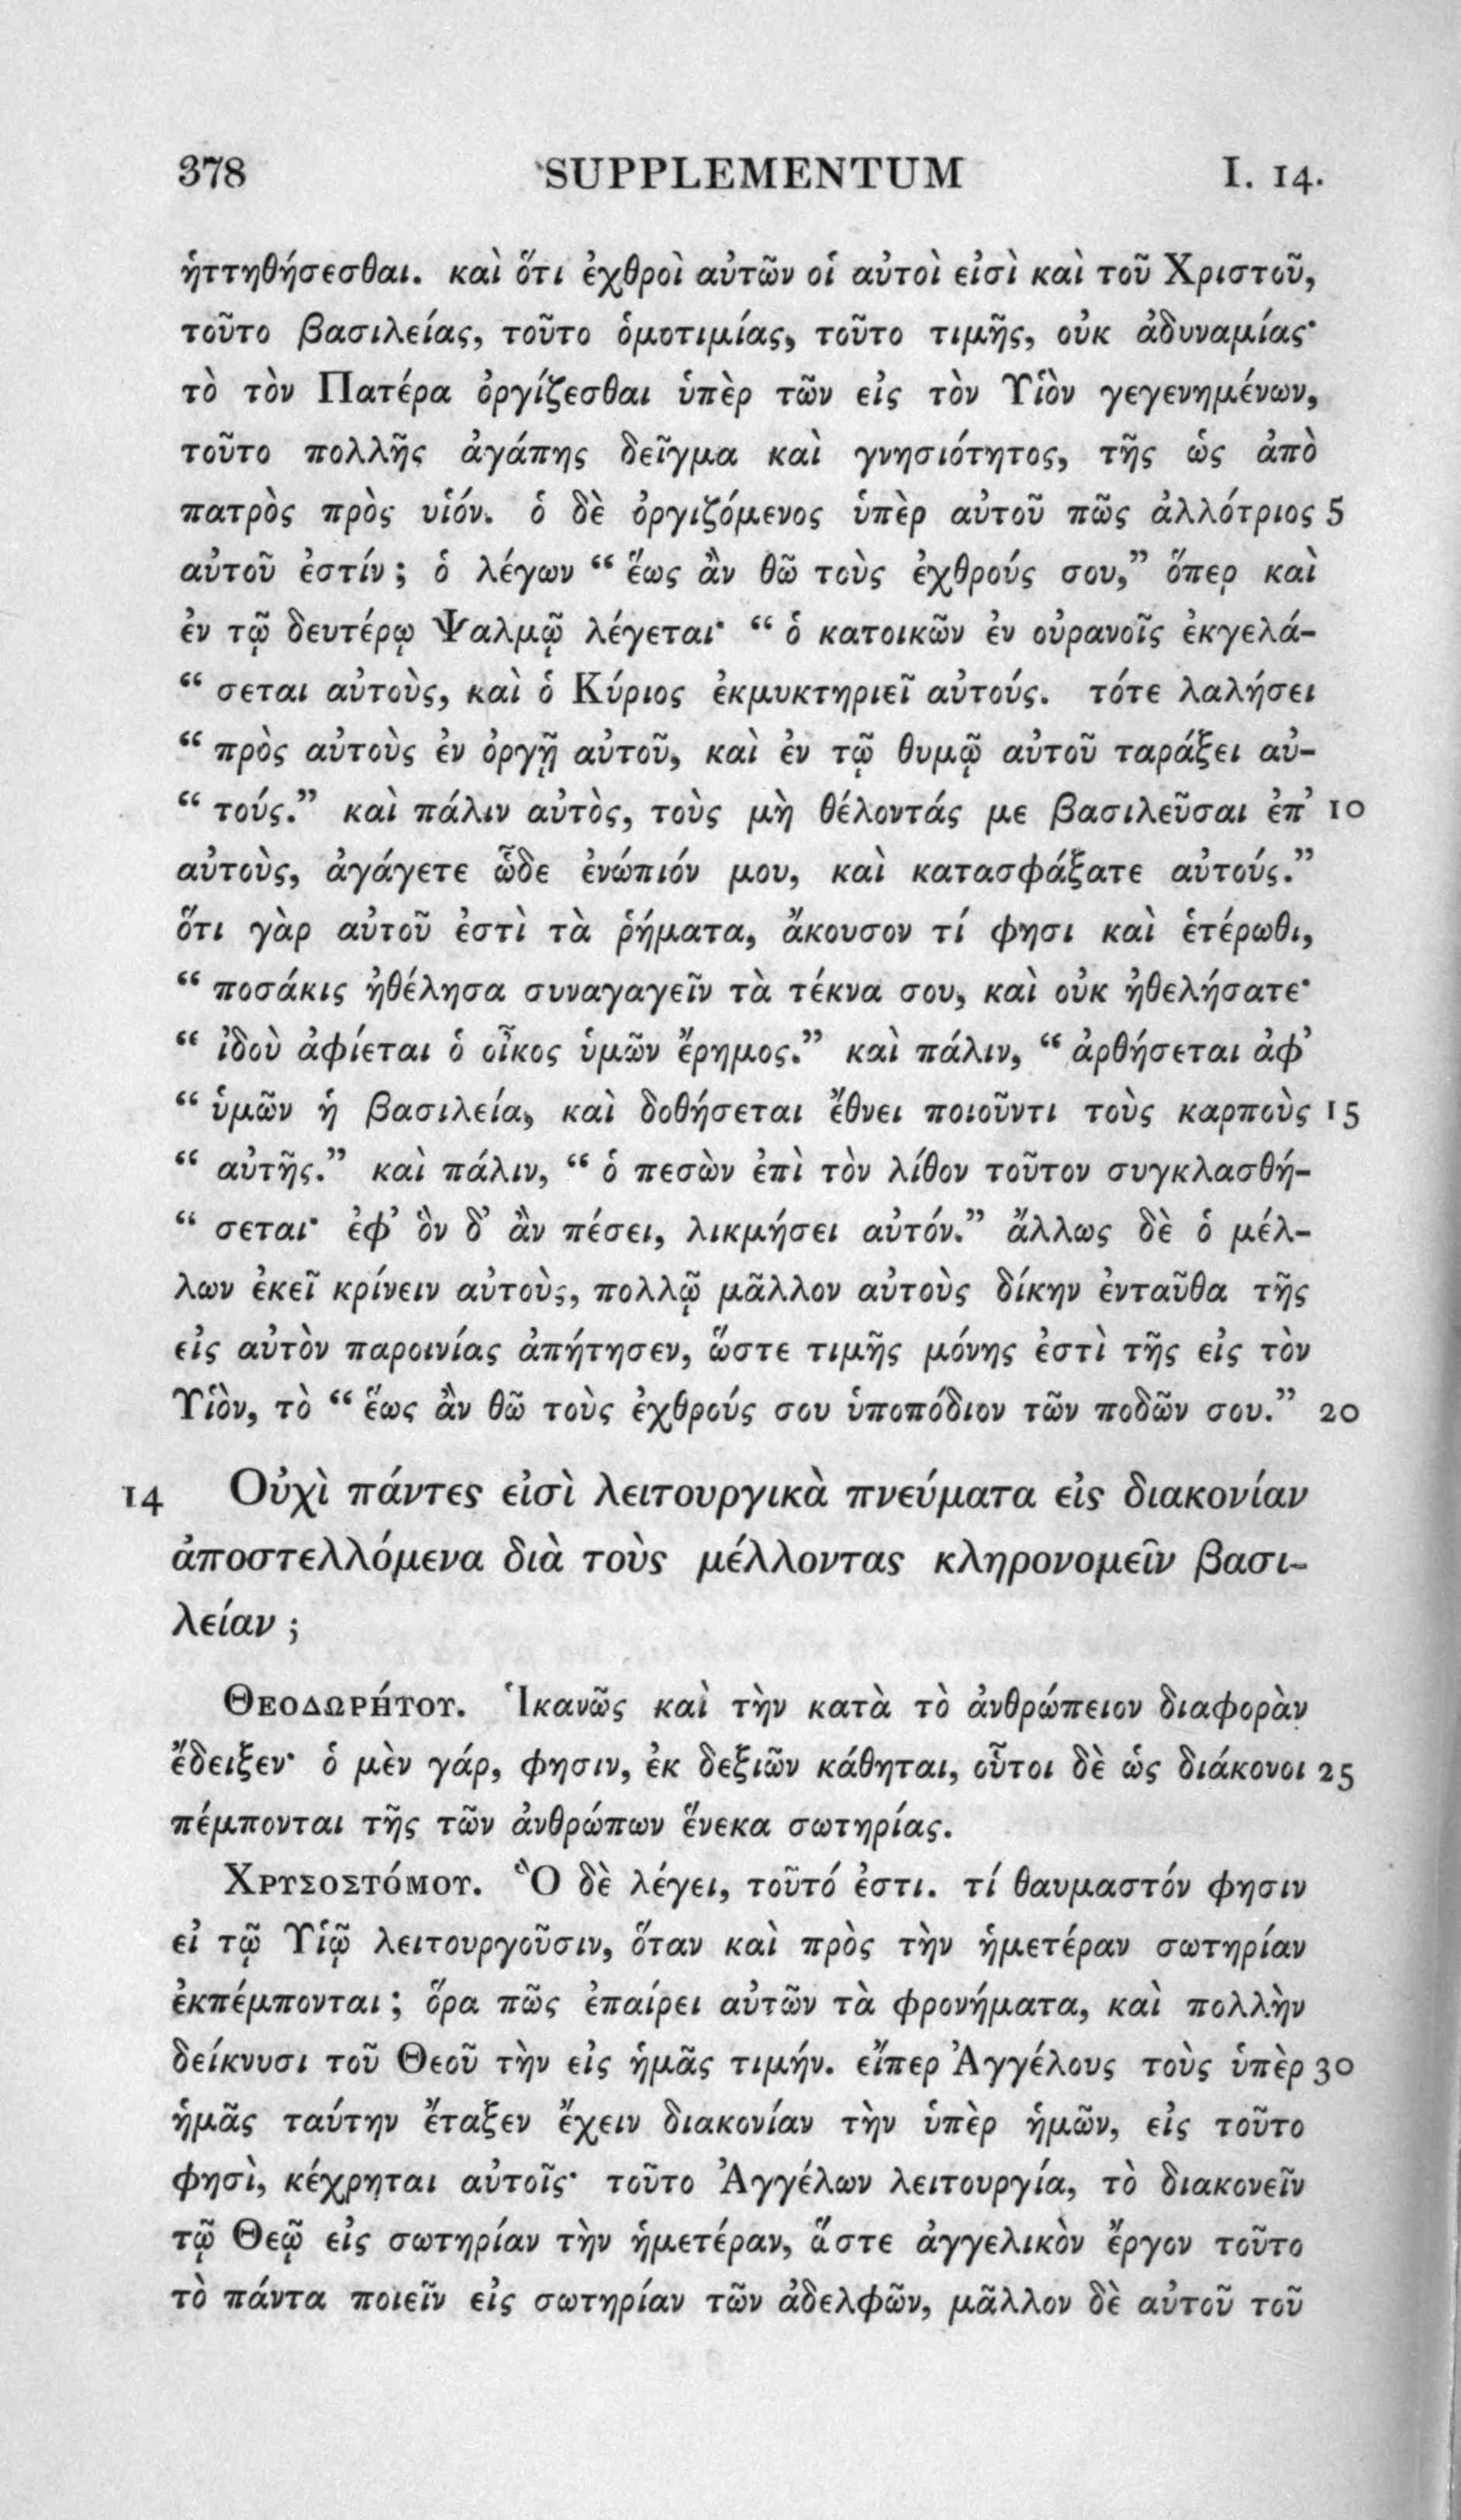 378 SUPPLEMENTUM I. 14.
ἡττηθήσεσθαι. καὶ ὅτι ἐχθροὶ αὐτῶν οἱ αὐτοὶ εἰσὶ καὶ τοῦ Χριστοῦ,
τοῦτο βασιλείας, τοῦτο ὁμοτιμίας, τοῦτο τιμῆς, οὐκ ἀδυναμίας·
τὸ τὸν Πατέρα ὀργίζεσθαι ὑπὲρ τῶν εἰς τὸν Υἱὸν γεγενημένων,
τοῦτο πολλῆς ἀγάπης δεῖγμα καὶ γνησιότητος, τῆς ὡς ἀπὸ
πατρὸς πρὸς υἱόν. ὁ δὲ ὀργιζόμενος ὑπὲρ αὐτοῦ πῶς ἀλλότριος 5
αὐτοῦ ἐστίν; ὁ λέγων “ ἕως ἂν θῶ τοὺς ἐχθρούς σου,” ὅπερ καὶ
ἐν τῷ δευτέρῳ Ψαλμῷ λέγεται· “ ὁ κατοικῶν ἐν οὐρανοῖς ἐκγελά-
“ σεται αὐτοὺς, καὶ ὁ Κύριος ἐκμυκτηριεῖ αὐτούς. τότε λαλήσει
“ πρὸς αὐτοὺς ἐν ὀργῇ αὐτοῦ, καὶ ἐν τῷ θυμῷ αὐτοῦ ταράξει αὐ-
“ τούς.” καὶ πάλιν αὐτὸς, τοὺς μὴ θέλοντάς με βασιλεῦσαι ἐπ’ 10
αὐτοὺς, ἀγάγετε ὧδε ἐνώπιόν μου, καὶ κατασφάξατε αὐτούς.”
ὅτι γὰρ αὐτοῦ ἐστὶ τὰ ῥήματα, ἄκουσον τί φησι καὶ ἑτέρωθι,
“ ποσάκις ἠθέλησα συναγαγεῖν τὰ τέκνα σου, καὶ οὐκ ἠθελήσατε·
“ ἰδοὺ ἀφίεται ὁ οἶκος ὑμῶν ἔρημος.” καὶ πάλιν, “ ἀρθήσεται ἀφ’
“ ὑμῶν ἡ βασιλεία, καὶ δοθήσεται ἔθνει ποιοῦντι τοὺς καρποὺς 15
“ αὐτῆς.” καὶ πάλιν, “ ὁ πεσὼν ἐπὶ τὸν λίθον τοῦτον συγκλασθή-
“ σεται· ἐφ’ ὃν δ’ ἂν πέσει, λικμήσει αὐτόν.” ἄλλως δὲ ὁ μέλ-
λων ἐκεῖ κρίνειν αὐτοὺς, πολλῷ μᾶλλον αὐτοὺς δίκην ἐνταῦθα τῆς
εἰς αὐτὸν παροινίας ἀπῄτησεν, ὥστε τιμῆς μόνης ἐστὶ τῆς εἰς τὸν
Υἱὸν, τὸ “ ἕως ἂν θῶ τοὺς ἐχθρούς σου ὑποπόδιον τῶν ποδῶν σου.” 20
14 Οὐχὶ πάντες εἰσὶ λειτουργικὰ πνεύματα εἰς διακονίαν
ἀποστελλόμενα διὰ τοὺς μέλλοντας κληρονομεῖν βασι-
λείαν ;
ΘΕΟΔΩΡΉΤΟΥ. Ἱκανῶς καὶ τὴν κατὰ τὸ ἀνθρώπειον διαφορὰν
ἔδειξεν· ὁ μὲν γάρ, φησιν, ἐκ δεξιῶν κάθηται, οὗτοι δὲ ὡς διάκονοι 25
πέμπονται τῆς τῶν ἀνθρώπων ἕνεκα σωτηρίας.
ΧΡΥΣΟΣΤΌΜΟΥ. Ὃ δὲ λέγει, τοῦτό ἐστι. τί θαυμαστόν φησιν
εἰ τῷ Υἱῷ λειτουργοῦσιν, ὅταν καὶ πρὸς τὴν ἡμετέραν σωτηρίαν
ἐκπέμπονται; ὅρα πῶς ἐπαίρει αὐτῶν τὰ φρονήματα, καὶ πολλὴν
δείκνυσι τοῦ Θεοῦ τὴν εἰς ἡμᾶς τιμήν. εἴπερ Ἀγγέλους τοὺς ὑπὲρ 30
ἡμᾶς ταύτην ἔταξεν ἔχειν διακονίαν τὴν ὑπὲρ ἡμῶν, εἰς τοῦτο
φησὶ, κέχρηται αὐτοῖς· τοῦτο Ἀγγέλων λειτουργία, τὸ διακονεῖν
τῷ Θεῷ εἰς σωτηρίαν τὴν ἡμετέραν, ὥστε ἀγγελικὸν ἔργον τοῦτο
τὸ πάντα ποιεῖν εἰς σωτηρίαν τῶν ἀδελφῶν, μᾶλλον δὲ αὐτοῦ τοῦ